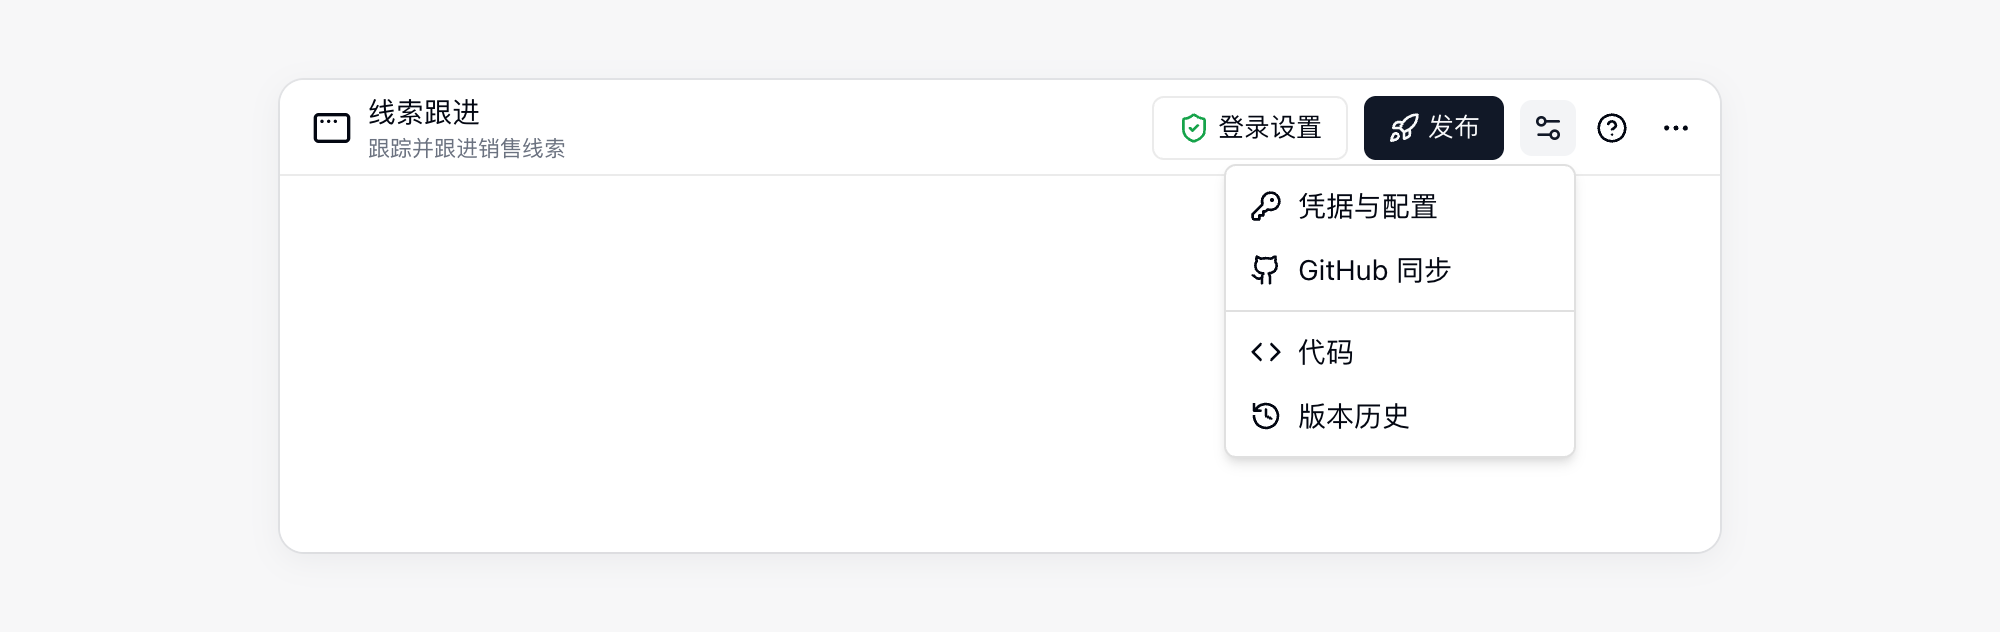 线索跟进
跟踪并跟进销售线索
登录设置
发布
凭据与配置
GitHub 同步
代码
版本历史